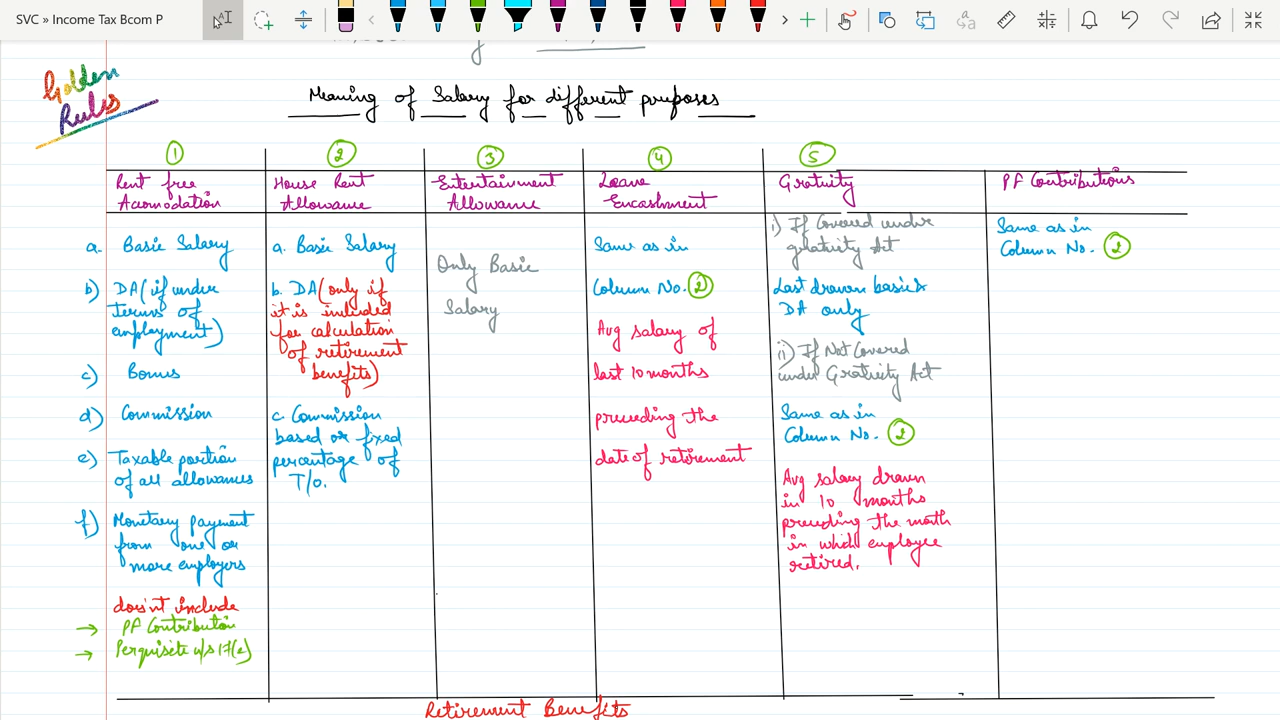 SVC » Income Tax Bcom P
Golden
Rules
Meaning of Salary for different purposes
1
2
3
4
5
Rent free
Acomodation
House Rent
Allowance
Entertainment
Allowance
Leave
Encashment
Gratuity
PF Contributions
a. Basic Salary
b) DA (if under
terms of
employment)
c) Bonus
d) Commission
e) Taxable portion
of all allowances
f) Monetary payment
from one or
more employers
does'nt include
→ PF Contribution
→ Perquisite u/s 17(2)
a. Basic Salary
b. DA (only if
it is included
for calculation
of retirement
benefits)
c. Commission
based on fixed
percentage of
T/O.
Only Basic
Salary
Same as in
Column No. 2
Avg salary of
last 10 months
preceding the
date of retirement
i) If Covered under
gratuity Act
Last drawn basic &
DA only
ii) If Not Covered
under Gratuity Act
Same as in
Column No. 2
Avg salary drawn
in 10 months
preceding the month
in which employee
retired.
Same as in
Column No. 2
Retirement Benefits